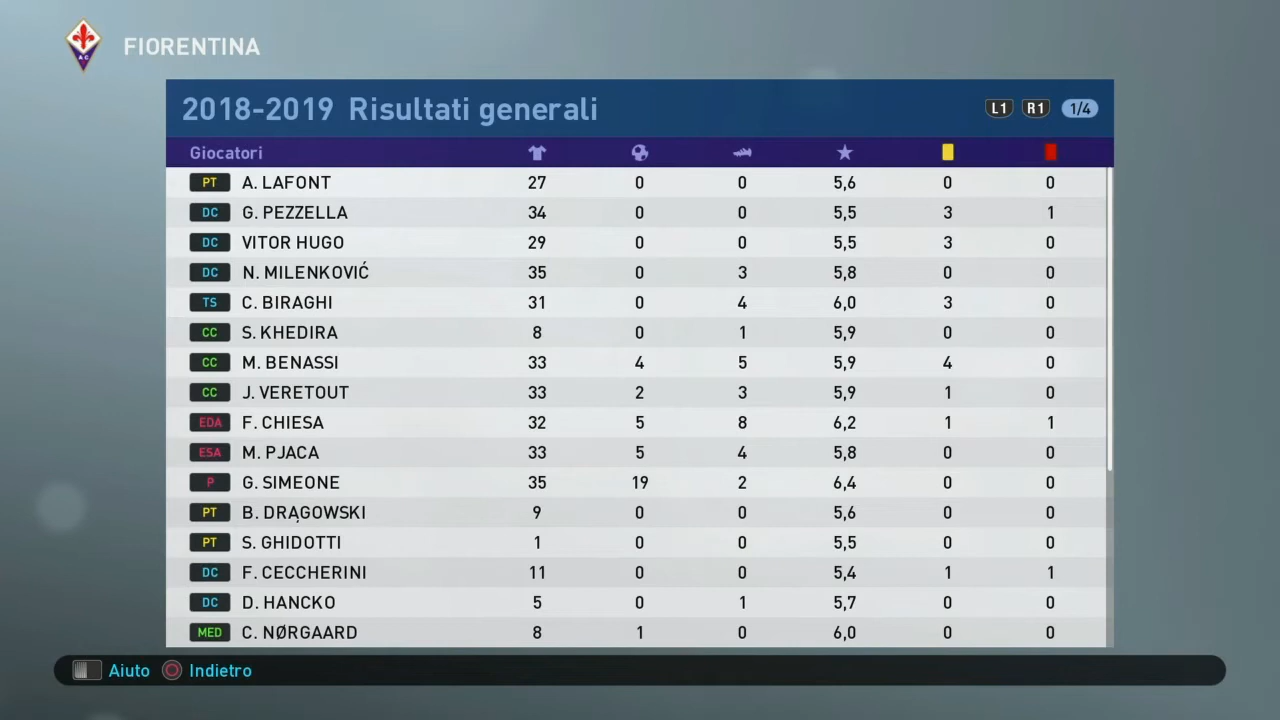 FIORENTINA
2018-2019 Risultati generali L1 R1 1/4
Giocatori
PT A. LAFONT 27 0 0 5,6 0 0
DC G. PEZZELLA 34 0 0 5,5 3 1
DC VITOR HUGO 29 0 0 5,5 3 0
DC N. MILENKOVIĆ 35 0 3 5,8 0 0
TS C. BIRAGHI 31 0 4 6,0 3 0
CC S. KHEDIRA 8 0 1 5,9 0 0
CC M. BENASSI 33 4 5 5,9 4 0
CC J. VERETOUT 33 2 3 5,9 1 0
EDA F. CHIESA 32 5 8 6,2 1 1
ESA M. PJACA 33 5 4 5,8 0 0
P G. SIMEONE 35 19 2 6,4 0 0
PT B. DRĄGOWSKI 9 0 0 5,6 0 0
PT S. GHIDOTTI 1 0 0 5,5 0 0
DC F. CECCHERINI 11 0 0 5,4 1 1
DC D. HANCKO 5 0 1 5,7 0 0
MED C. NØRGAARD 8 1 0 6,0 0 0
Aiuto Indietro